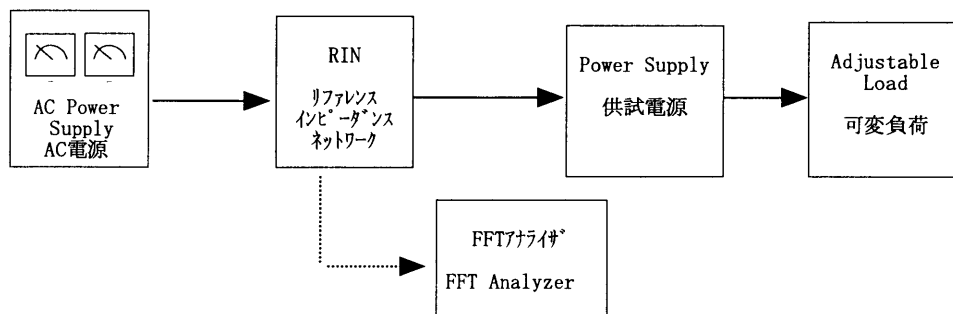 AC Power
Supply
AC電源
RIN
リファレンス
インピーダンス
ネットワーク
Power Supply
供試電源
Adjustable
Load
可変負荷
FFTアナライザ
FFT Analyzer